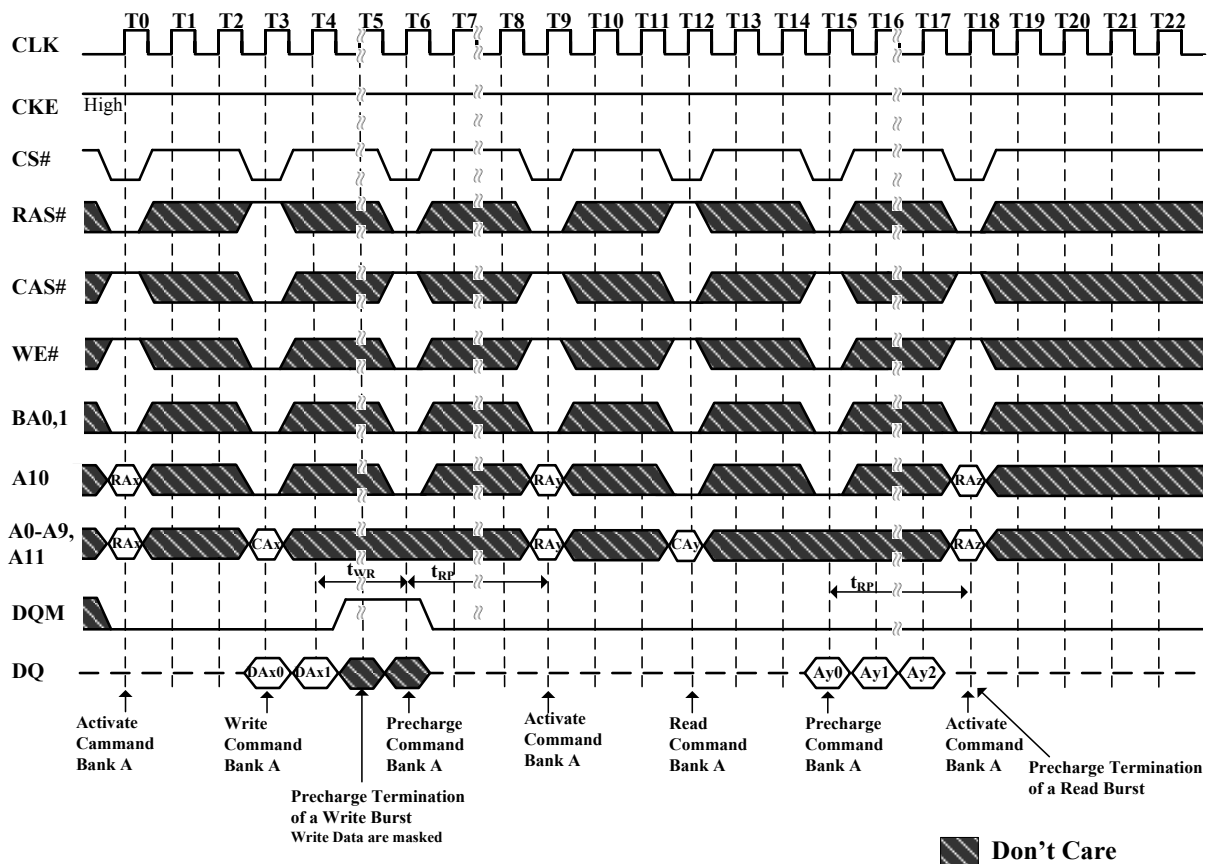 T0 T1 T2 T3 T4 T5 T6 T7 T8 T9 T10 T11 T12 T13 T14 T15 T16 T17 T18 T19 T20 T21 T22
CLK
CKE High
CS#
RAS#
CAS#
WE#
BA0,1
A10 RAx RAy RAz
A0-A9,
A11 RAx CAx RAy CAy RAz
tWR tRP tRP
DQM
DQ DAx0 DAx1 Ay0 Ay1 Ay2
Activate
Cammand
Bank A
Write
Command
Bank A
Precharge Termination
of a Write Burst
Write Data are masked
Precharge
Command
Bank A
Activate
Command
Bank A
Read
Command
Bank A
Precharge
Command
Bank A
Activate
Command
Bank A
Precharge Termination
of a Read Burst
Don't Care